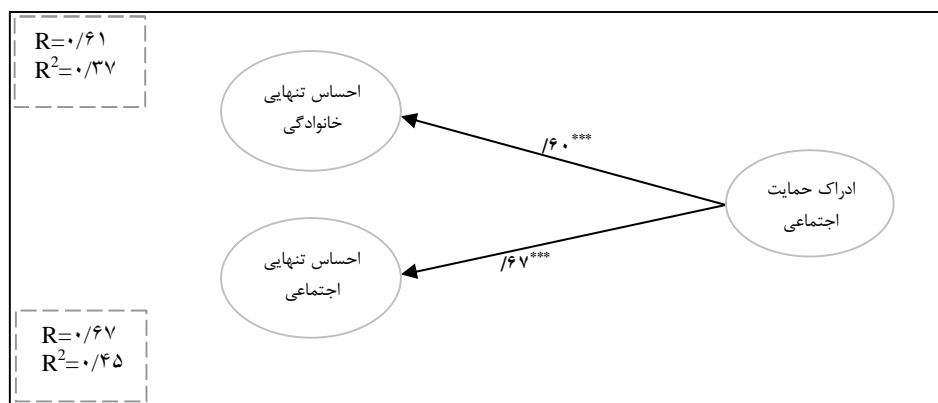 R=۰/۶۱
R²=۰/۳۷
احساس تنهایی
خانوادگی
/۶۰***
ادراک حمایت
اجتماعی
/۶۷***
احساس تنهایی
اجتماعی
R=۰/۶۷
R²=۰/۴۵